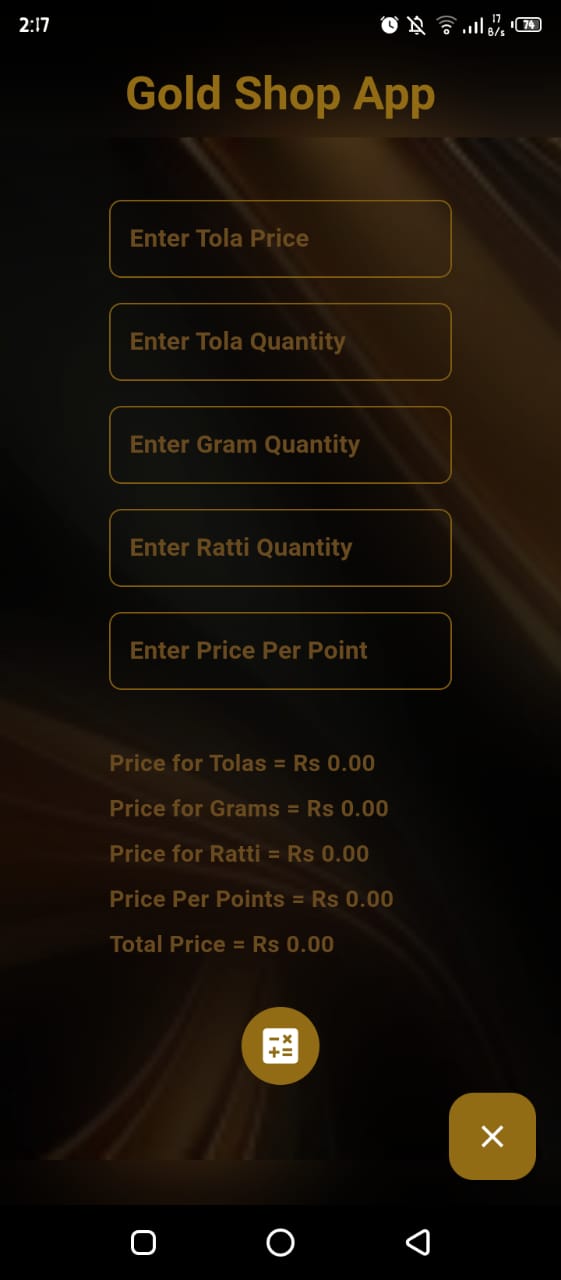 2:17
17
B/s
74
Gold Shop App
Enter Tola Price
Enter Tola Quantity
Enter Gram Quantity
Enter Ratti Quantity
Enter Price Per Point
Price for Tolas = Rs 0.00
Price for Grams = Rs 0.00
Price for Ratti = Rs 0.00
Price Per Points = Rs 0.00
Total Price = Rs 0.00